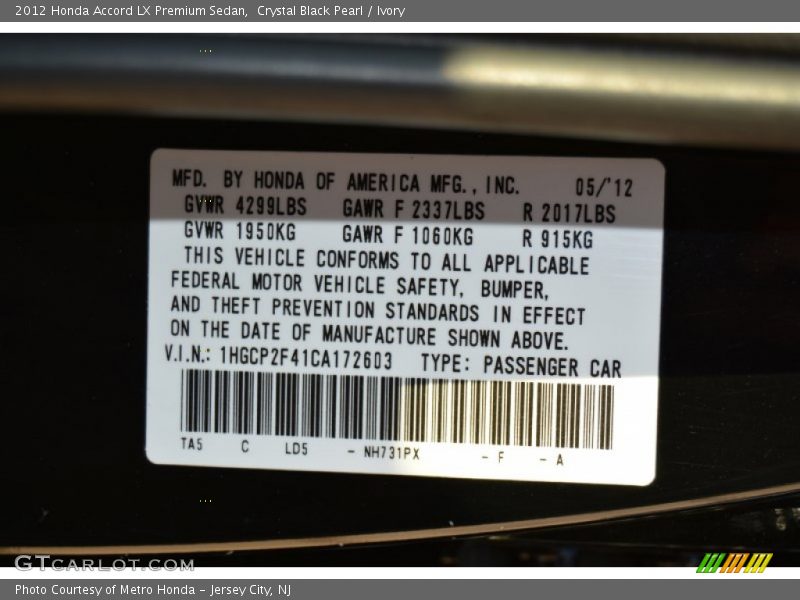 2012 Honda Accord LX Premium Sedan,  Crystal Black Pearl / Ivory
MFD. BY HONDA OF AMERICA MFG., INC. 05/'12
GVWR 4299LBS GAWR F 2337LBS R 2017LBS
GVWR 1950KG GAWR F 1060KG R 915KG
THIS VEHICLE CONFORMS TO ALL APPLICABLE
FEDERAL MOTOR VEHICLE SAFETY, BUMPER,
AND THEFT PREVENTION STANDARDS IN EFFECT
ON THE DATE OF MANUFACTURE SHOWN ABOVE.
V.I.N.: 1HGCP2F41CA172603 TYPE: PASSENGER CAR
TA5 C LD5 - NH731PX - F - A
GTCARLOT.COM
Photo Courtesy of Metro Honda – Jersey City, NJ